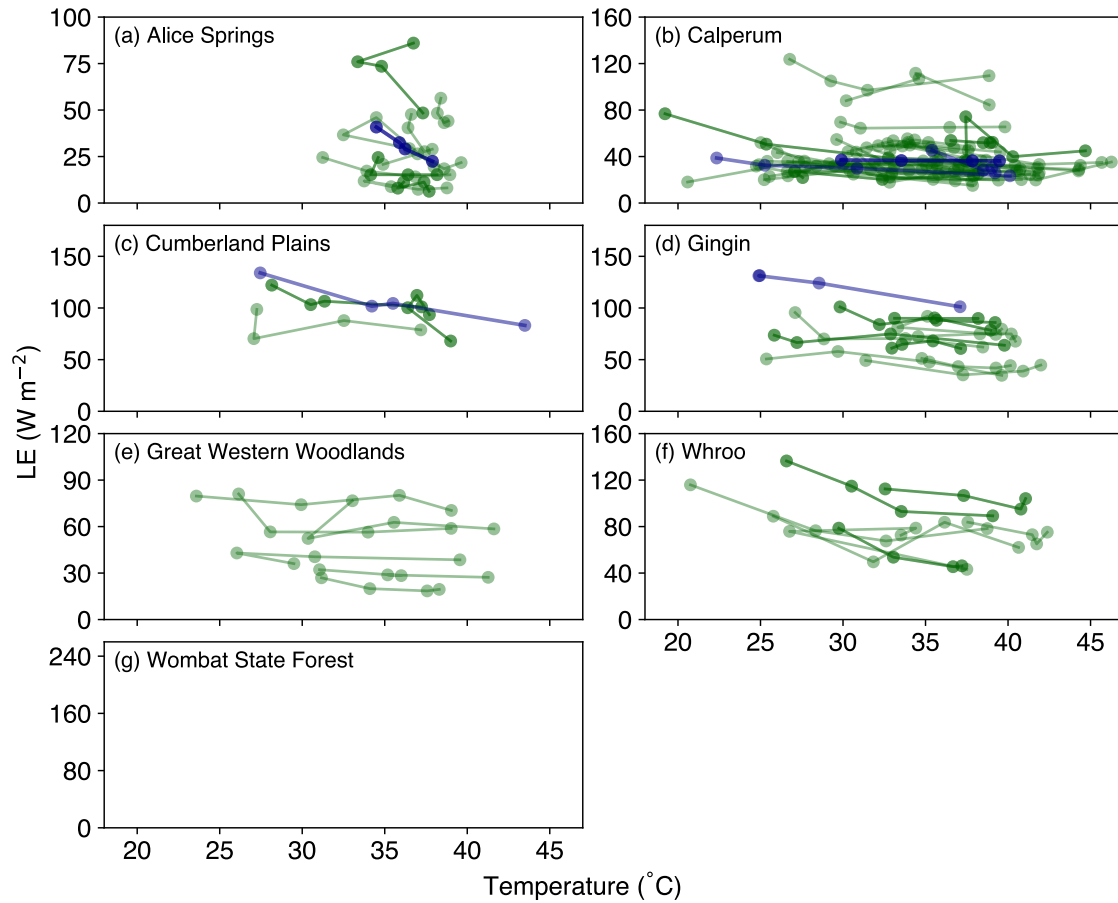 100
75
50
25
0
(a) Alice Springs
160
120
80
40
0
(b) Calperum
150
100
50
0
(c) Cumberland Plains
150
100
50
0
(d) Gingin
120
90
60
30
0
(e) Great Western Woodlands
160
120
80
40
0
(f) Whroo
20 25 30 35 40 45
240
160
80
0
(g) Wombat State Forest
20 25 30 35 40 45
LE (W m⁻²)
Temperature (°C)